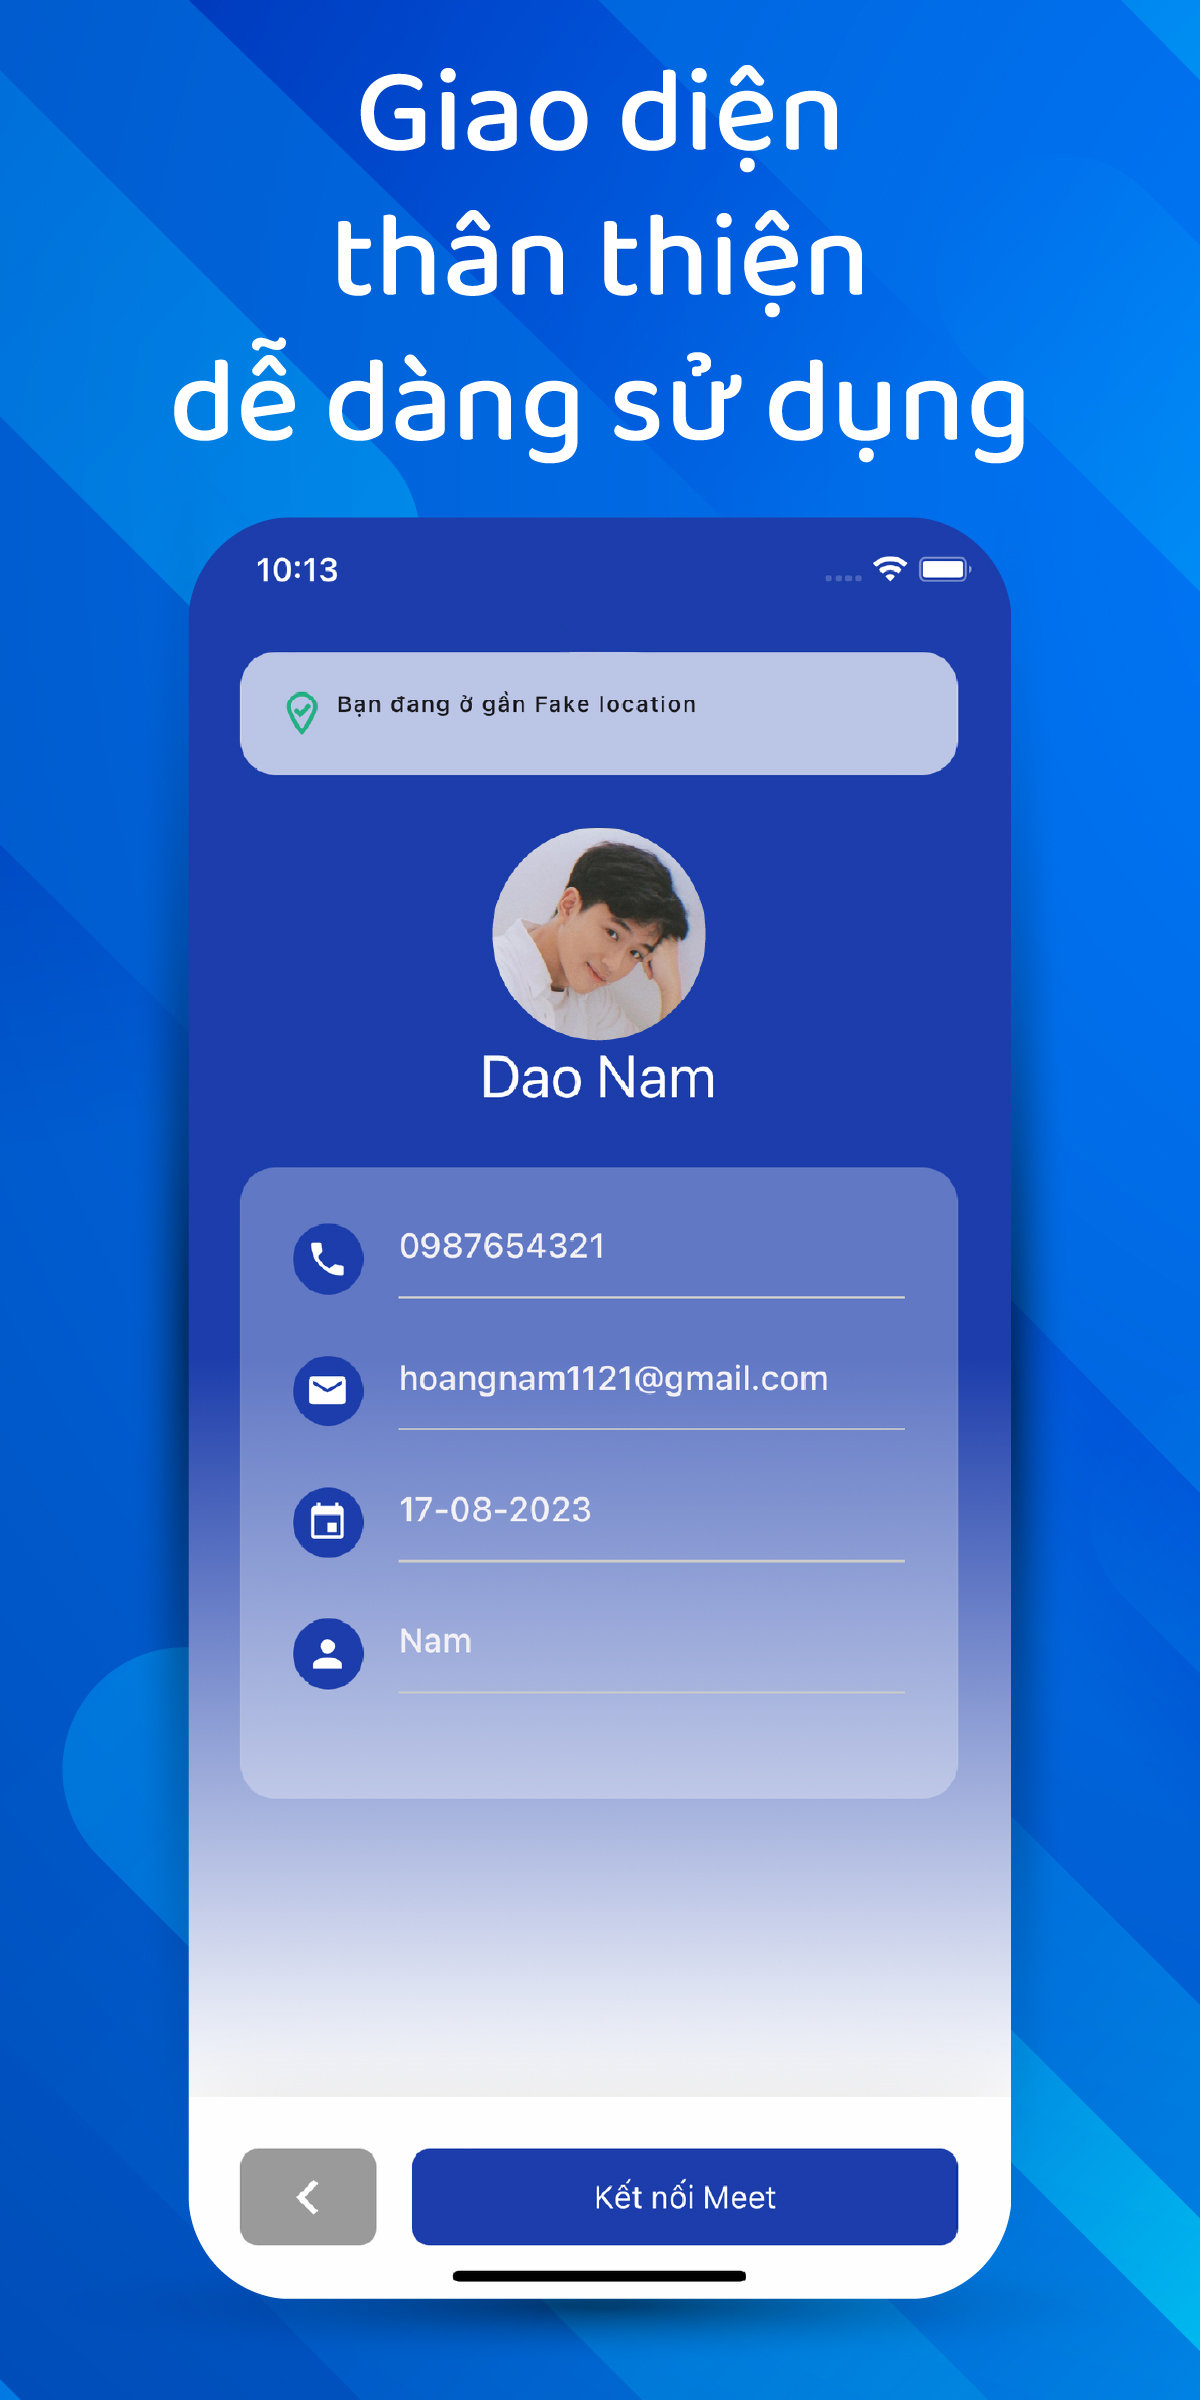 Giao diện
thân thiện
dễ dàng sử dụng
10:13
Bạn đang ở gần Fake location
Dao Nam
0987654321
hoangnam1121@gmail.com
17-08-2023
Nam
Kết nối Meet